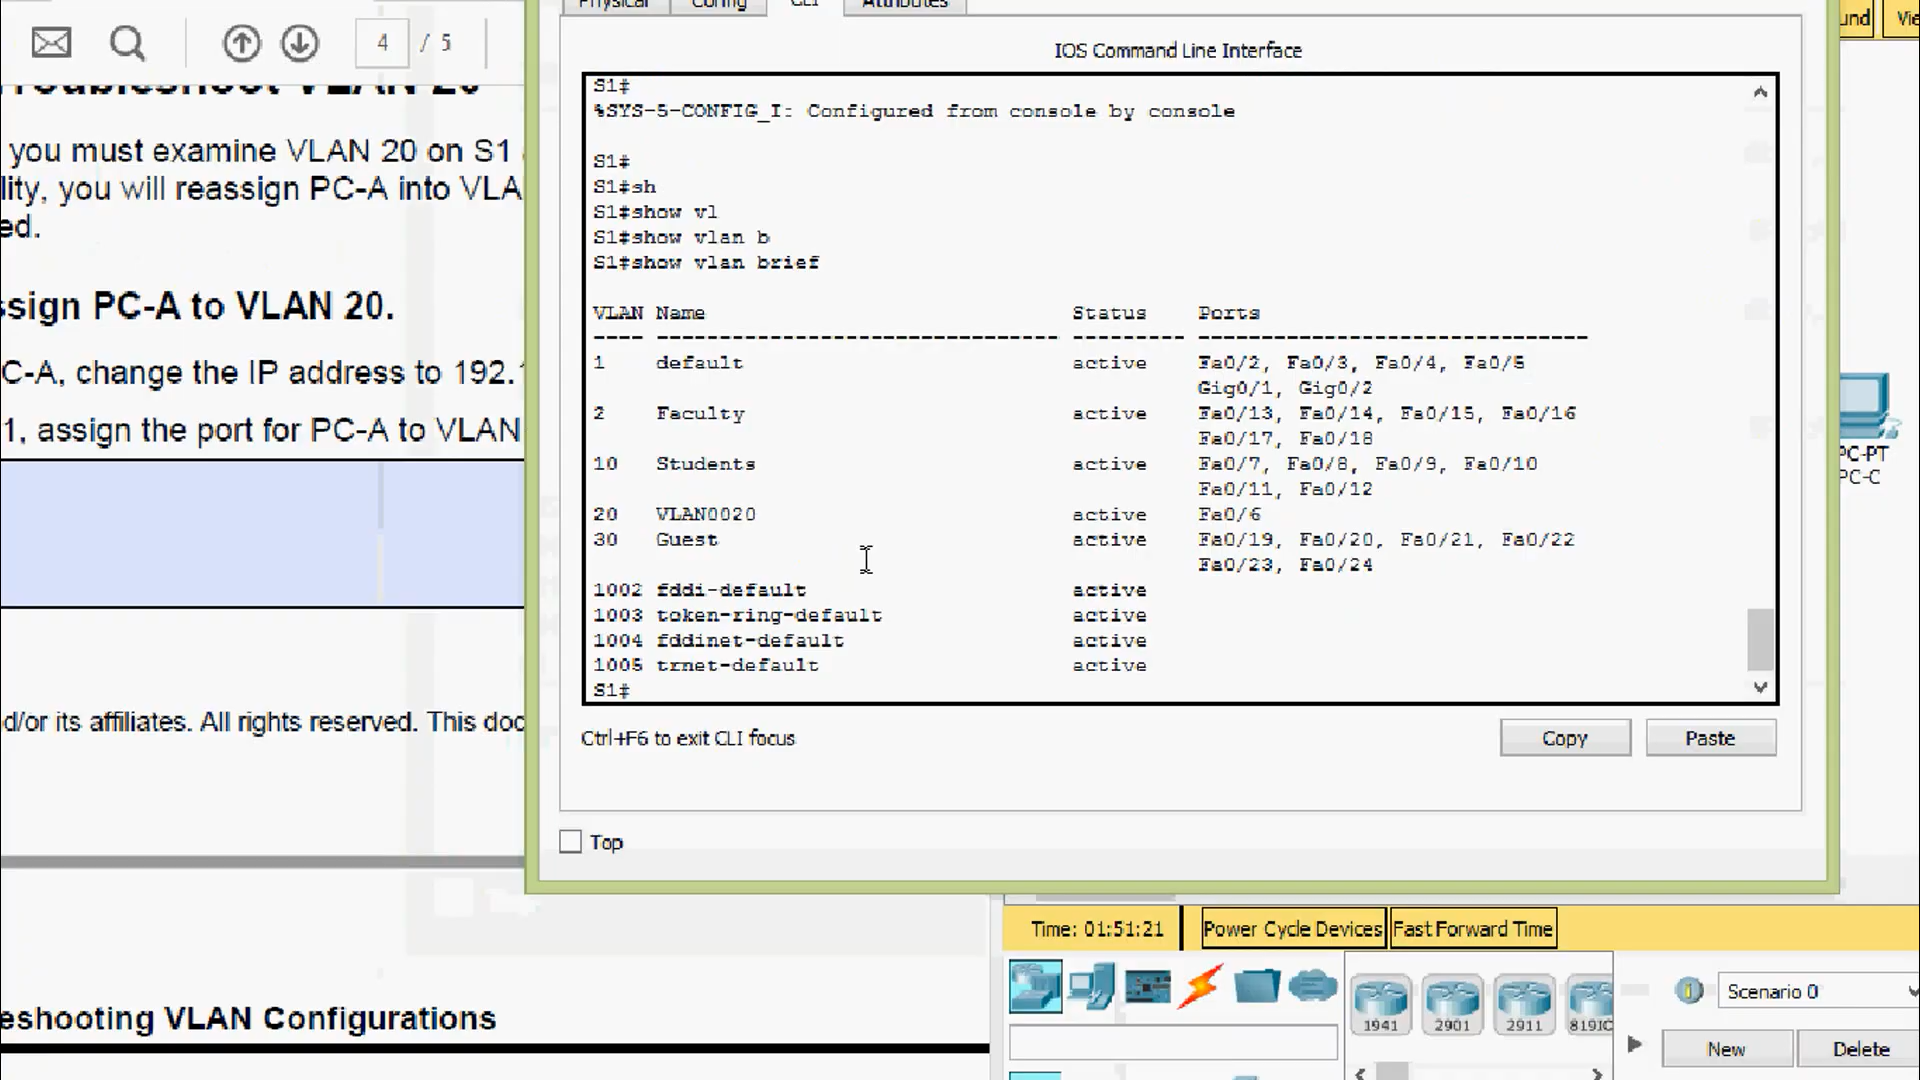 Physical Config CLI Attributes
4 / 5
Troubleshoot VLAN 20
you must examine VLAN 20 on S1
lity, you will reassign PC-A into VLA
ed.
ssign PC-A to VLAN 20.
C-A, change the IP address to 192.1
1, assign the port for PC-A to VLAN
d/or its affiliates. All rights reserved. This doc
eshooting VLAN Configurations
IOS Command Line Interface
S1#
%SYS-5-CONFIG_I: Configured from console by console
S1#
S1#sh
S1#show vl
S1#show vlan b
S1#show vlan brief
VLAN Name Status Ports
---- -------------------------------- --------- -------------------------------
1 default active Fa0/2, Fa0/3, Fa0/4, Fa0/5
Gig0/1, Gig0/2
2 Faculty active Fa0/13, Fa0/14, Fa0/15, Fa0/16
Fa0/17, Fa0/18
10 Students active Fa0/7, Fa0/8, Fa0/9, Fa0/10
Fa0/11, Fa0/12
20 VLAN0020 active Fa0/6
30 Guest active Fa0/19, Fa0/20, Fa0/21, Fa0/22
Fa0/23, Fa0/24
1002 fddi-default active
1003 token-ring-default active
1004 fddinet-default active
1005 trnet-default active
S1#
Ctrl+F6 to exit CLI focus
Copy Paste
Top
und Vie
PC-PT
PC-C
Time: 01:51:21 Power Cycle Devices Fast Forward Time
1941 2901 2911 819IC
Scenario 0
New Delete